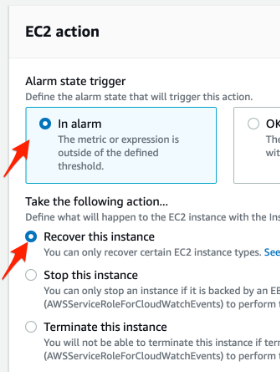 EC2 action
Alarm state trigger
Define the alarm state that will trigger this action.
In alarm
The metric or expression is
outside of the defined
threshold.
OK
The
wit
Take the following action...
Define what will happen to the EC2 instance with the Ins
Recover this instance
You can only recover certain EC2 instance types. See
Stop this instance
You can only stop an instance if it is backed by an EB
(AWSServiceRoleForCloudWatchEvents) to perform t
Terminate this instance
You will not be able to terminate this instance if terr
(AWSServiceRoleForCloudWatchEvents) to perform t